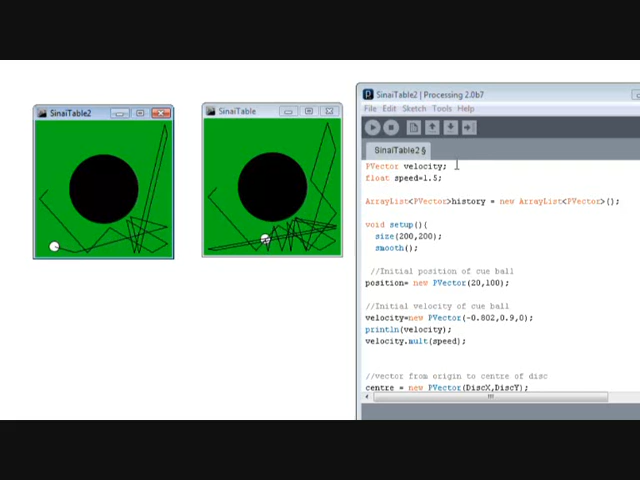 SinaiTable2
SinaiTable
SinaiTable2 | Processing 2.0b7
File Edit Sketch Tools Help
SinaiTable2 §
PVector velocity;
float speed=1.5;
ArrayList<PVector>history = new ArrayList<PVector>();
void setup(){
size(200,200);
smooth();
//Initial position of cue ball
position= new PVector(20,100);
//Initial velocity of cue ball
velocity=new PVector(-0.802,0.9,0);
println(velocity);
velocity.mult(speed);
//vector from origin to centre of disc
centre = new PVector(DiscX,DiscY);